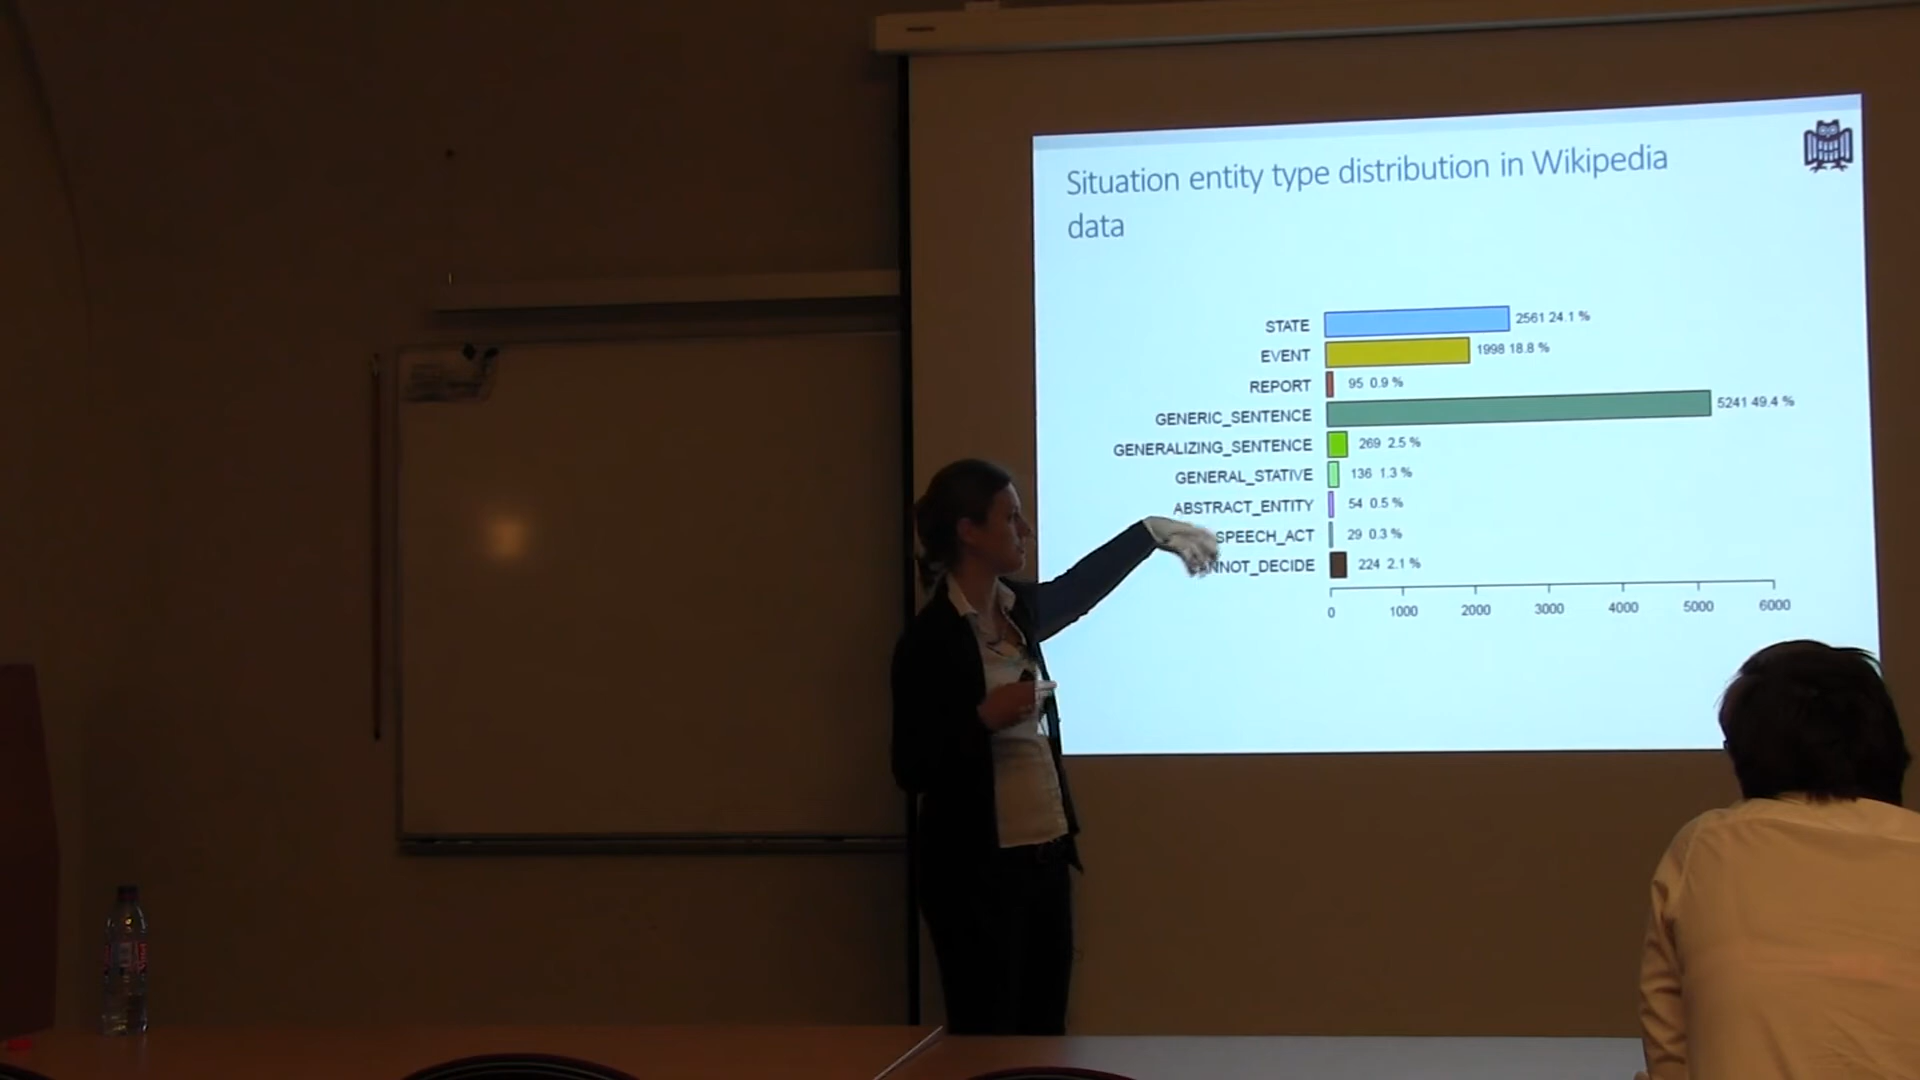 Situation entity type distribution in Wikipedia
data
STATE 2561 24.1 %
EVENT 1998 18.8 %
REPORT 95 0.9 %
GENERIC_SENTENCE 5241 49.4 %
GENERALIZING_SENTENCE 269 2.5 %
GENERAL_STATIVE 136 1.3 %
ABSTRACT_ENTITY 54 0.5 %
SPEECH_ACT 29 0.3 %
NNOT_DECIDE 224 2.1 %
0 1000 2000 3000 4000 5000 6000